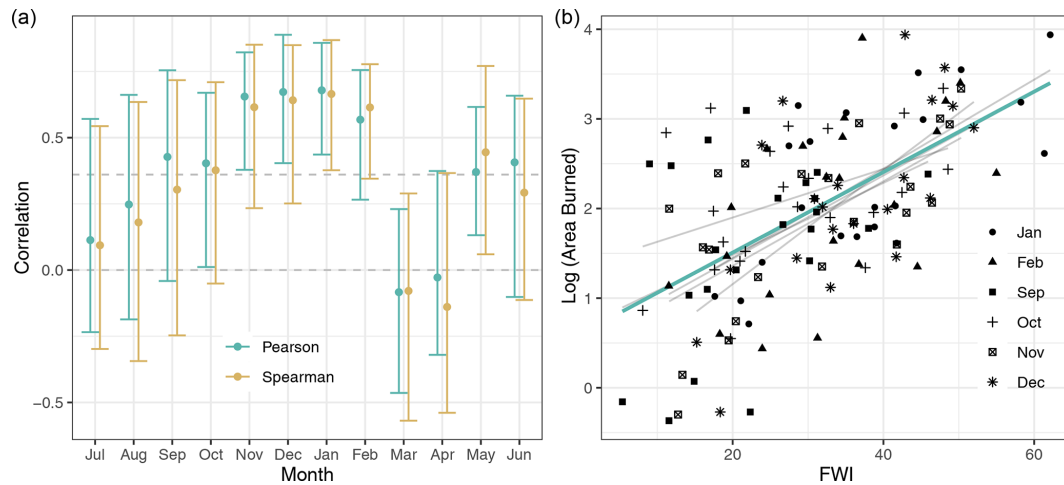 (a)
Correlation
0.5
0.0
−0.5
Pearson
Spearman
Jul Aug Sep Oct Nov Dec Jan Feb Mar Apr May Jun
Month
(b)
Log (Area Burned)
4
3
2
1
0
Jan
Feb
Sep
Oct
Nov
Dec
20 40 60
FWI